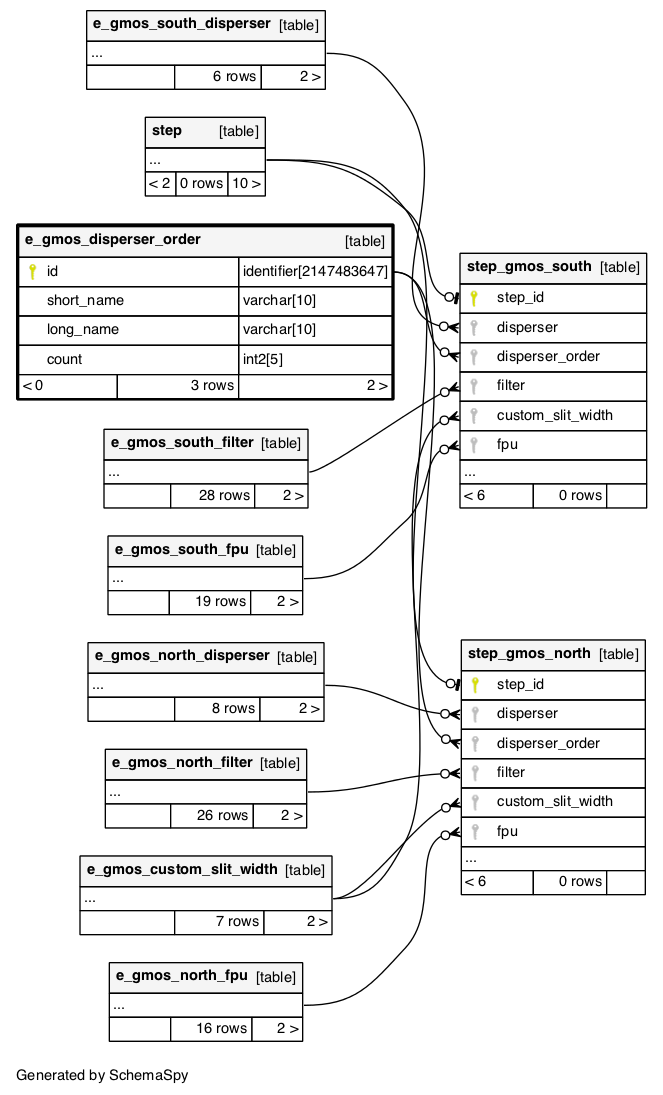 e_gmos_south_disperser [table]
...
6 rows 2 >
step [table]
...
< 2 0 rows 10 >
e_gmos_disperser_order [table]
id identifier[2147483647]
short_name varchar[10]
long_name varchar[10]
count int2[5]
< 0 3 rows 2 >
e_gmos_south_filter [table]
...
28 rows 2 >
e_gmos_south_fpu [table]
...
19 rows 2 >
e_gmos_north_disperser [table]
...
8 rows 2 >
e_gmos_north_filter [table]
...
26 rows 2 >
e_gmos_custom_slit_width [table]
...
7 rows 2 >
e_gmos_north_fpu [table]
...
16 rows 2 >
step_gmos_south [table]
step_id
disperser
disperser_order
filter
custom_slit_width
fpu
...
< 6 0 rows
step_gmos_north [table]
step_id
disperser
disperser_order
filter
custom_slit_width
fpu
...
< 6 0 rows
Generated by SchemaSpy